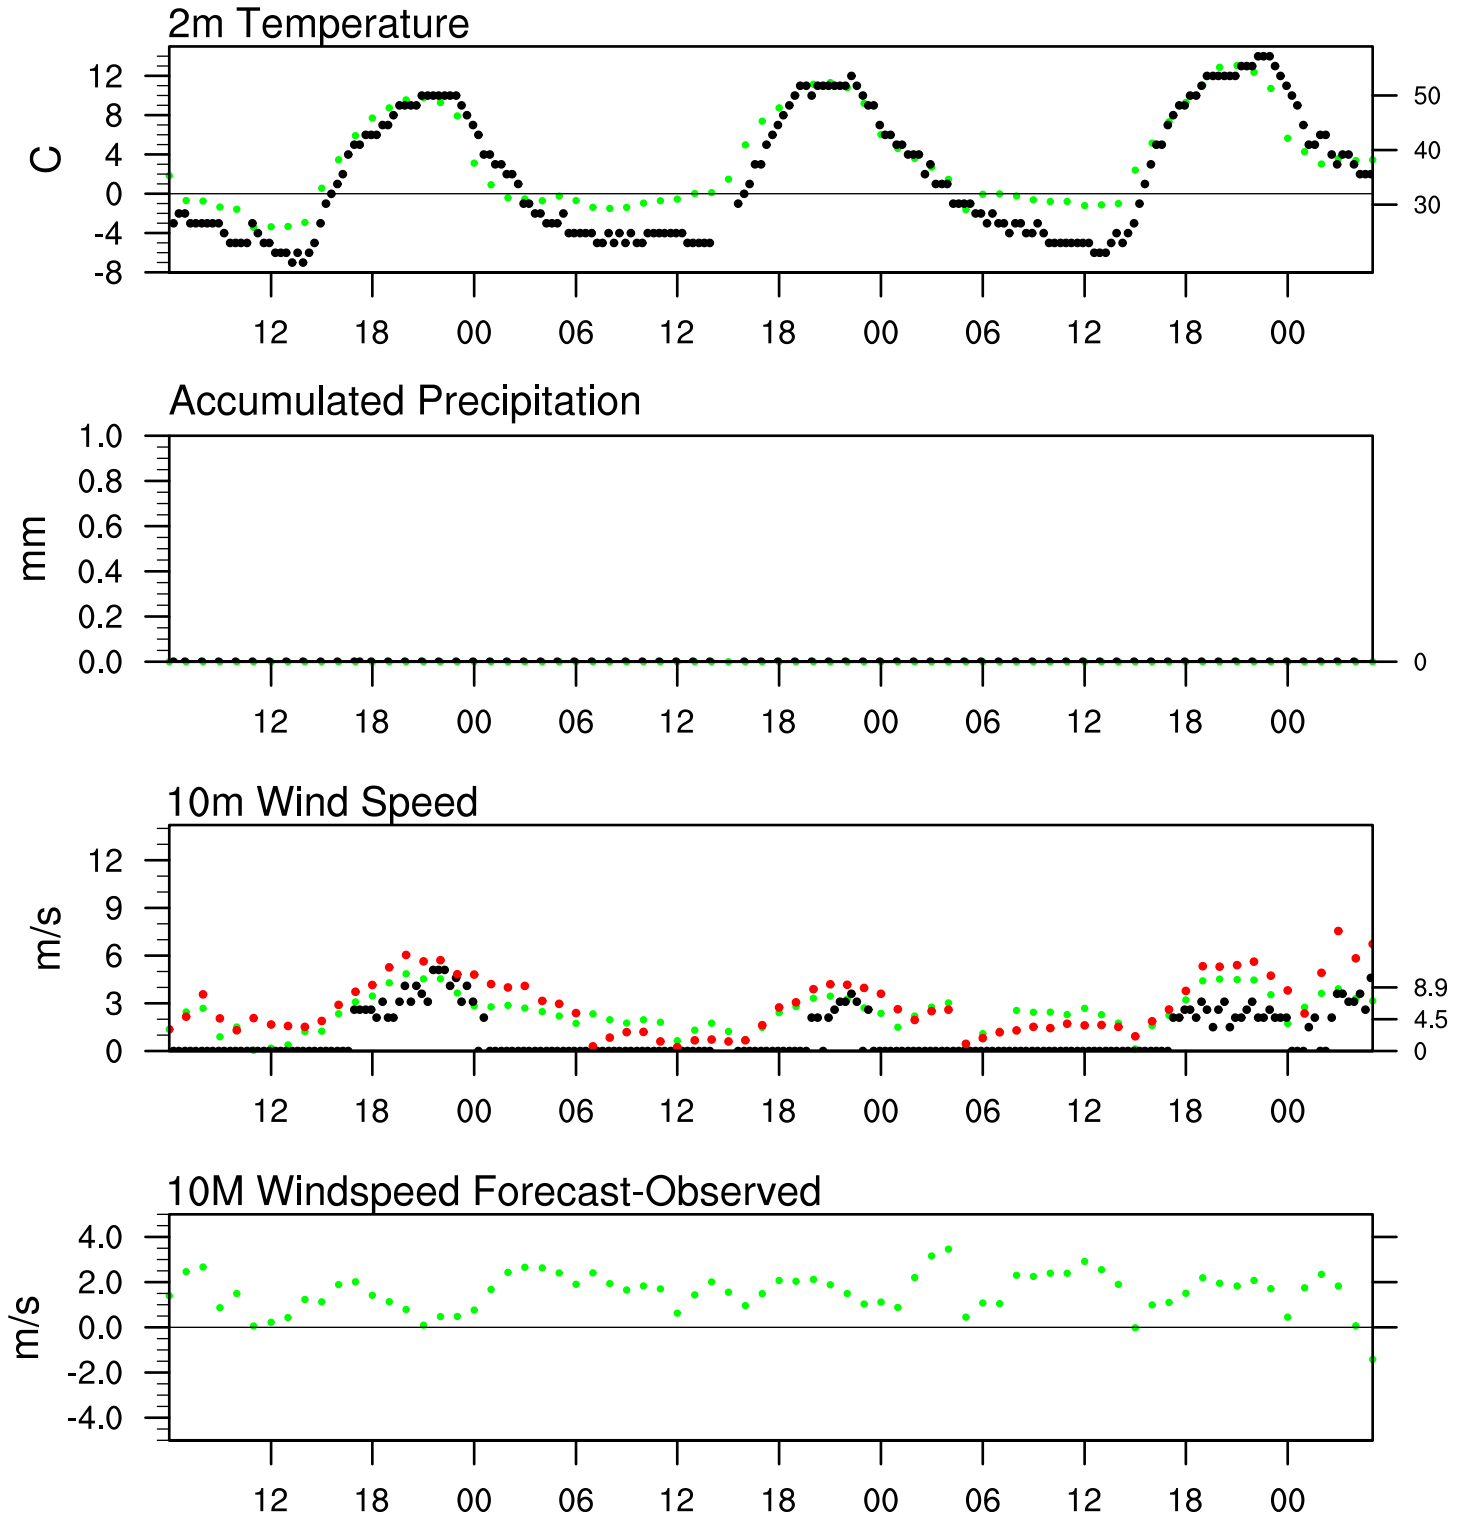 2m Temperature
12
8
4
0
-4
-8
C
50
40
30
12 18 00 06 12 18 00 06 12 18 00
Accumulated Precipitation
1.0
0.8
0.6
0.4
0.2
0.0
mm
0
12 18 00 06 12 18 00 06 12 18 00
10m Wind Speed
12
9
6
3
0
m/s
8.9
4.5
0
12 18 00 06 12 18 00 06 12 18 00
10M Windspeed Forecast-Observed
4.0
2.0
0.0
-2.0
-4.0
m/s
12 18 00 06 12 18 00 06 12 18 00